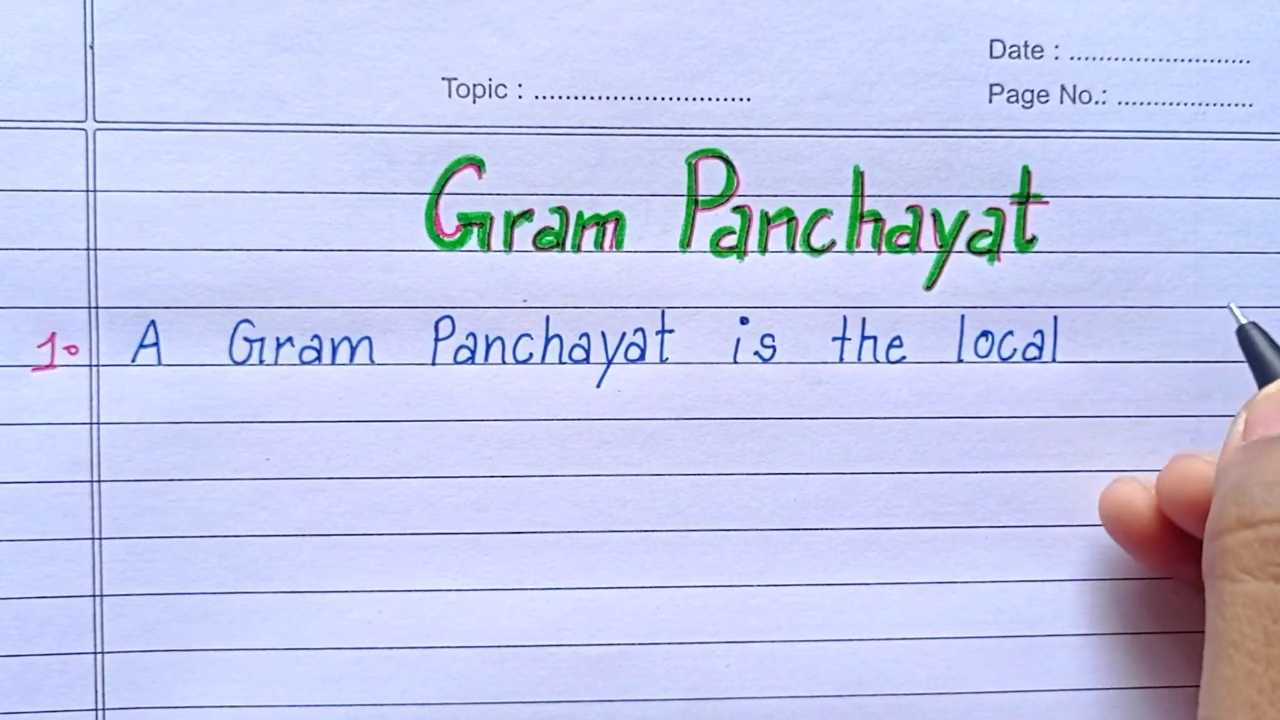 Date : ............................
Topic : ............................
Page No.: ....................
Gram Panchayat
1. A Gram Panchayat is the local